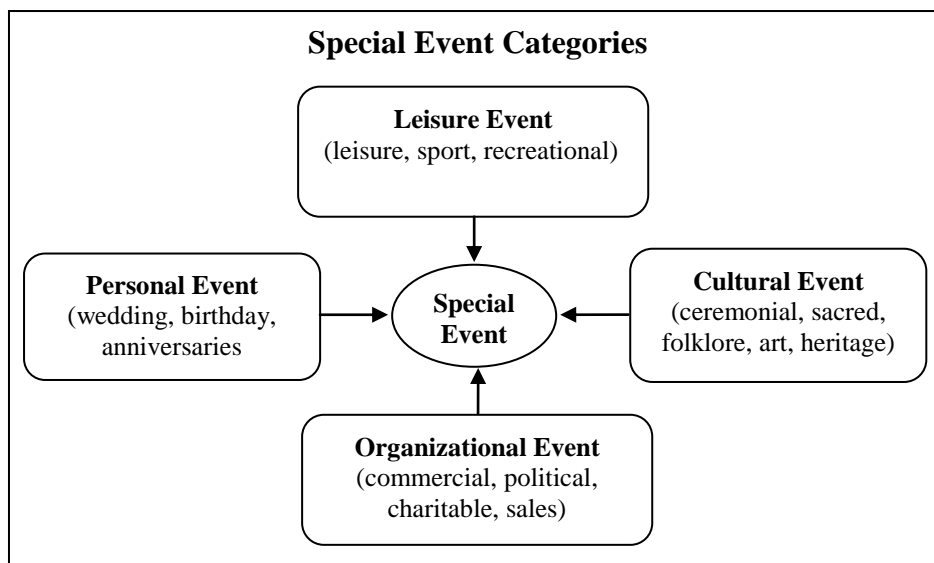 Special Event Categories
Leisure Event
(leisure, sport, recreational)
Personal Event
(wedding, birthday,
anniversaries
Special
Event
Cultural Event
(ceremonial, sacred,
folklore, art, heritage)
Organizational Event
(commercial, political,
charitable, sales)